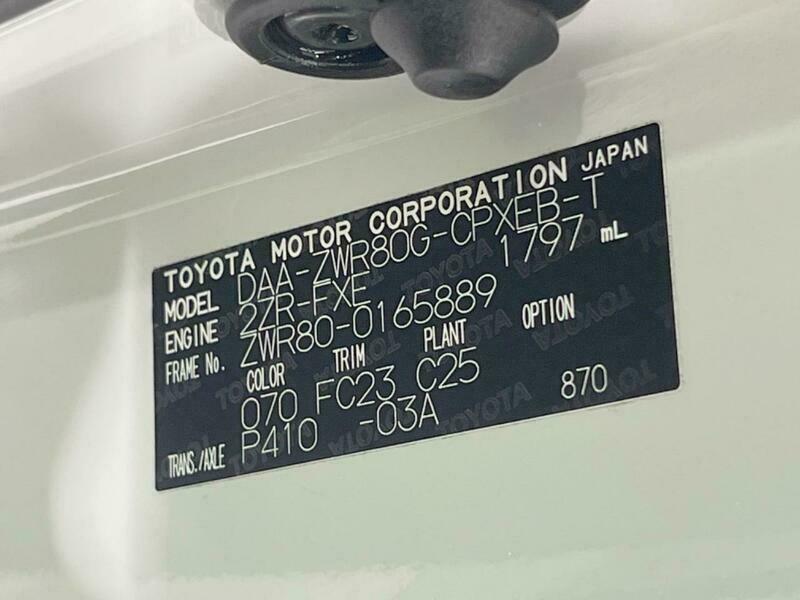 TOYOTA MOTOR CORPORATION JAPAN
MODEL DAA-ZWR80G-CPXEB-T
ENGINE 2ZR-FXE 1797 mL
FRAME No. ZWR80-0165889
COLOR TRIM PLANT OPTION
070 FC23 C25
TRANS./AXLE P410 -03A 870